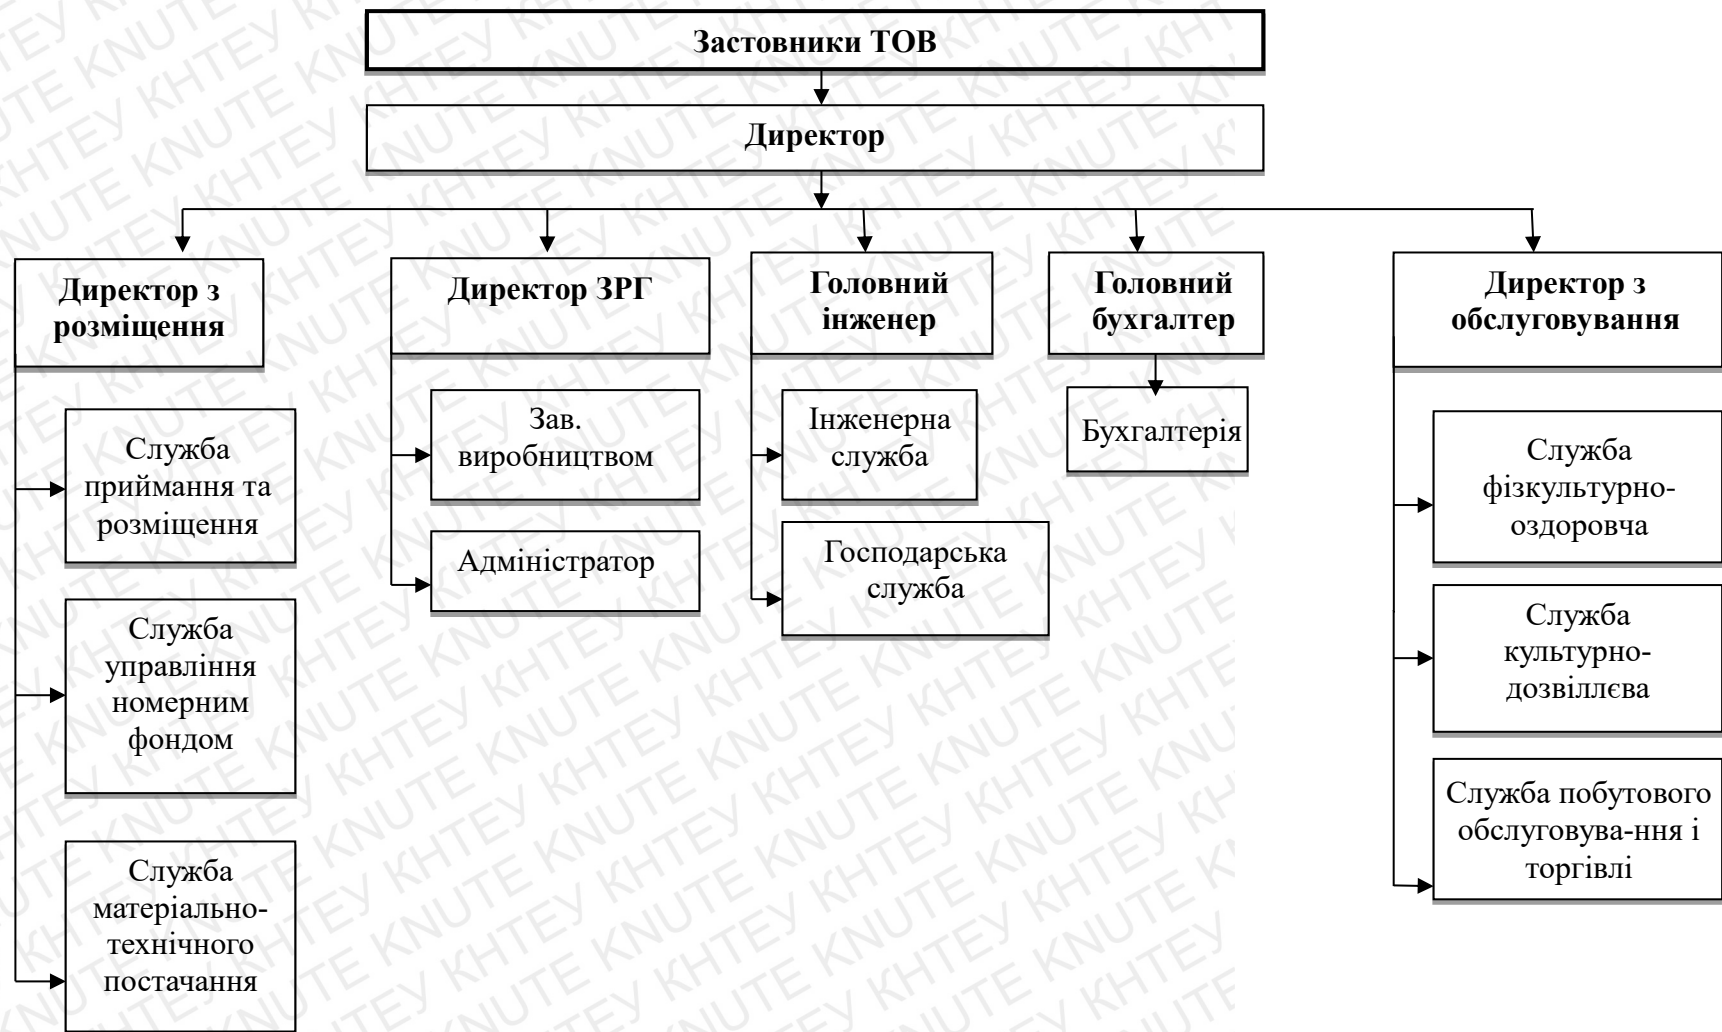 Застовники ТОВ
Директор
Директор з
розміщення
Директор ЗРГ
Головний
інженер
Головний
бухгалтер
Директор з
обслуговування
Служба
приймання та
розміщення
Служба
управління
номерним
фондом
Служба
матеріально-
технічного
постачання
Зав.
виробництвом
Адміністратор
Інженерна
служба
Господарська
служба
Бухгалтерія
Служба
фізкультурно-
оздоровча
Служба
культурно-
дозвіллєва
Служба побутового
обслуговува-ння і
торгівлі